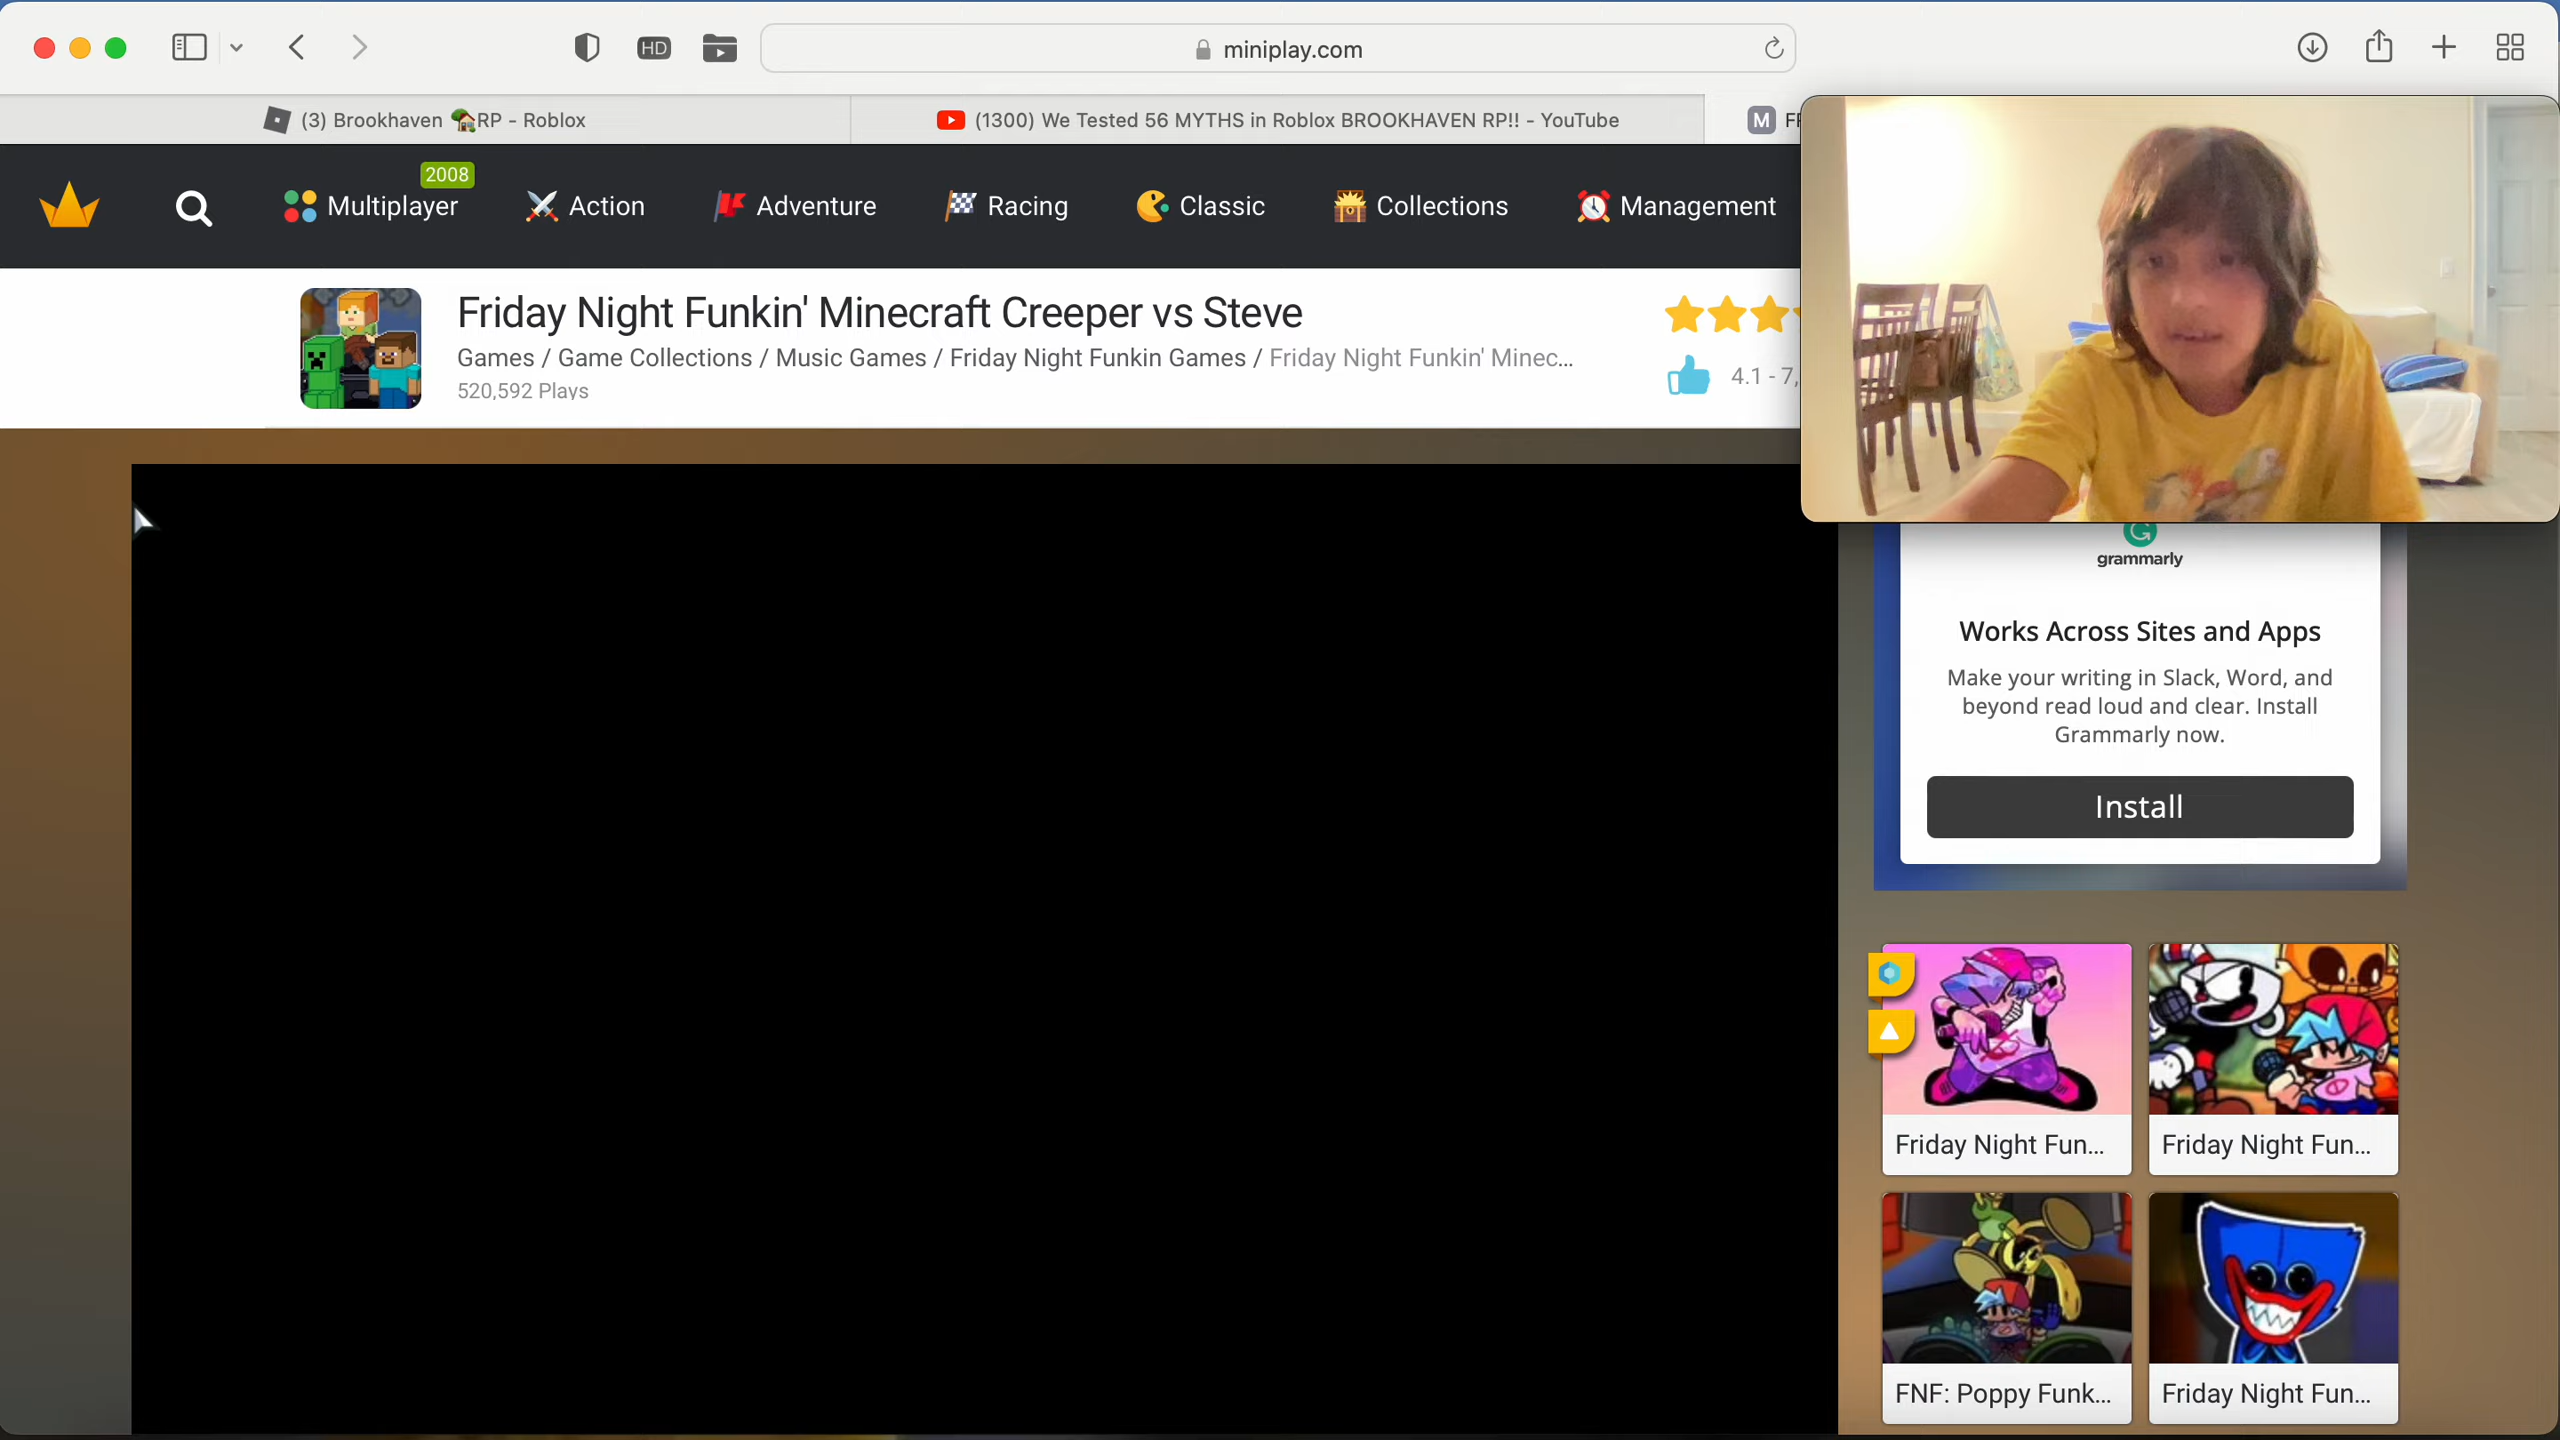 HD
miniplay.com
(3) Brookhaven 🏡RP - Roblox
(1300) We Tested 56 MYTHS in Roblox BROOKHAVEN RP!! - YouTube
M
2008
Multiplayer
Action
Adventure
Racing
Classic
Collections
Management
Friday Night Funkin' Minecraft Creeper vs Steve
Games / Game Collections / Music Games / Friday Night Funkin Games / Friday Night Funkin' Minec...
520,592 Plays
4.1 - 7,
grammarly
Works Across Sites and Apps
Make your writing in Slack, Word, and
beyond read loud and clear. Install
Grammarly now.
Install
Friday Night Fun...
Friday Night Fun...
FNF: Poppy Funk...
Friday Night Fun...